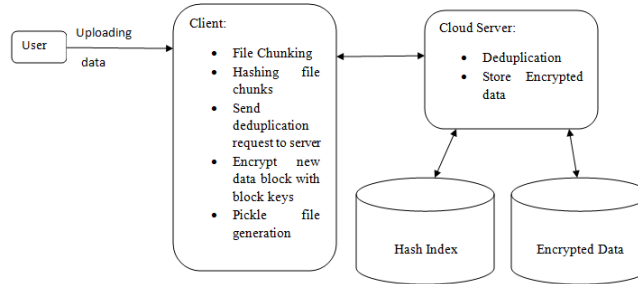 User
Uploading
data
Client:
• File Chunking
• Hashing file
chunks
• Send
deduplication
request to server
• Encrypt new
data block with
block keys
• Pickle file
generation
Cloud Server:
• Deduplication
• Store Encrypted
data
Hash Index
Encrypted Data